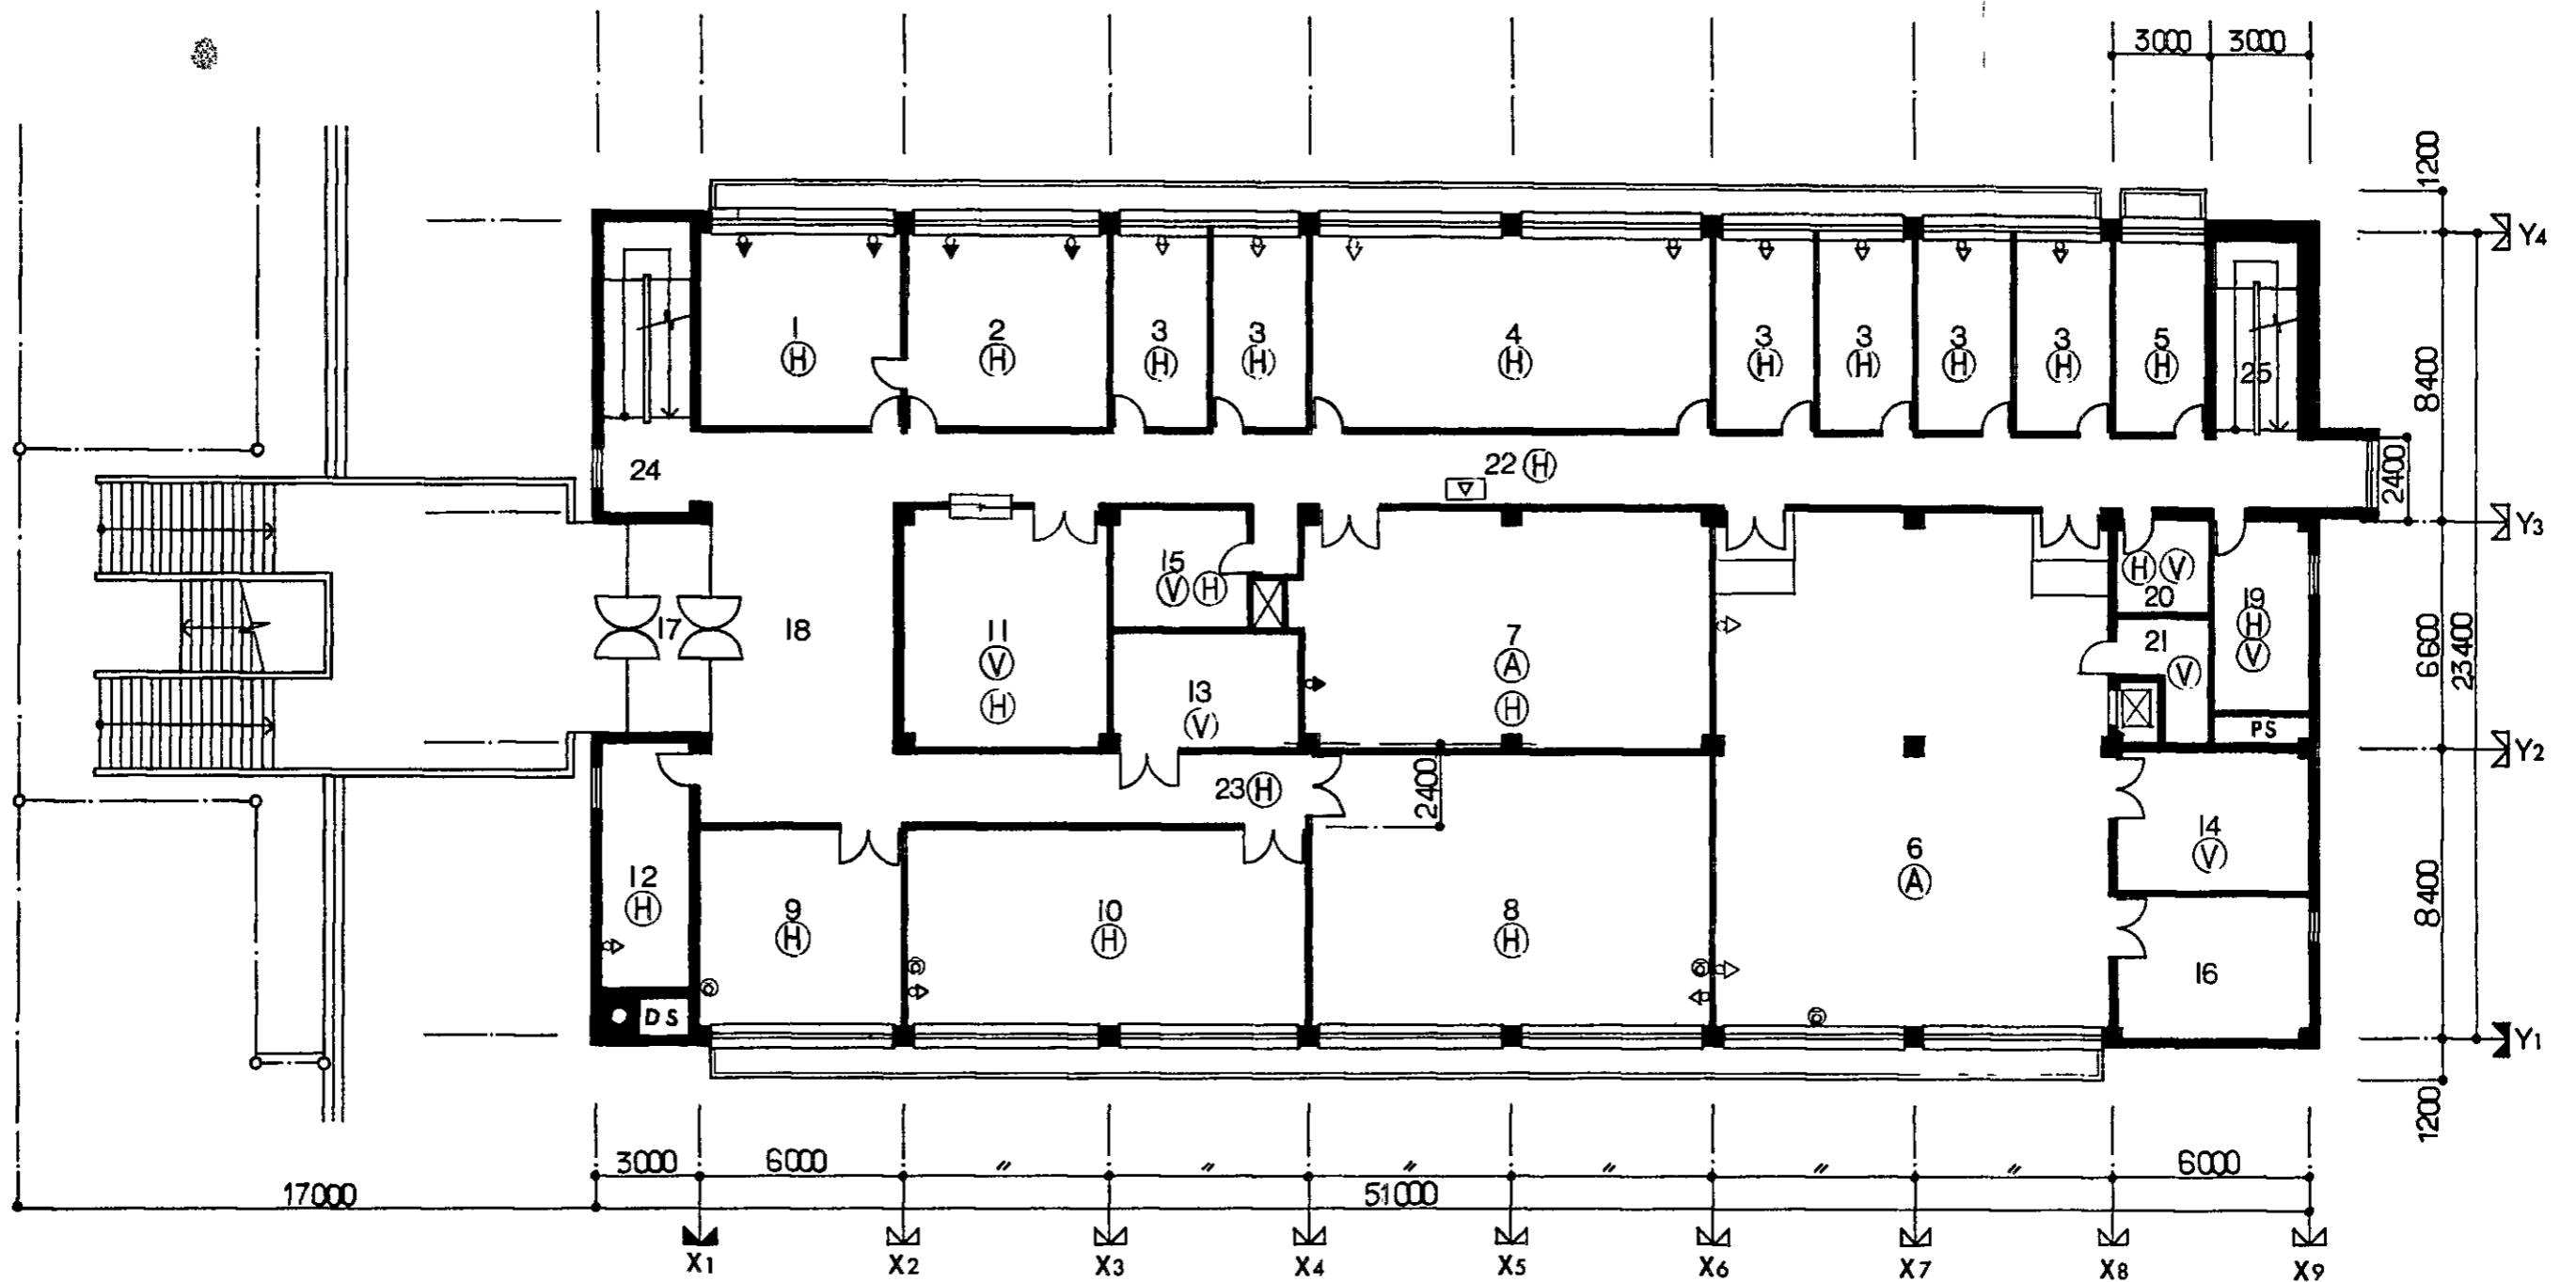 3000 3000
1200
Y4
1 2 3 3 4 3 3 3 3 5
H H H H H H H H H H
25
8400
24
22 H
2400
Y3
15
V H
H V
20
19
H
V
17 18
11
V
H
7
A
H
21
V
6600
23400
13
V
PS
Y2
23 H
2400
14
V
6
A
12
H
9
H
10
H
8
H
8400
16
DS
Y1
1200
3000 6000 〃 〃 〃 〃 〃 〃 6000
17000 51000
X1 X2 X3 X4 X5 X6 X7 X8 X9